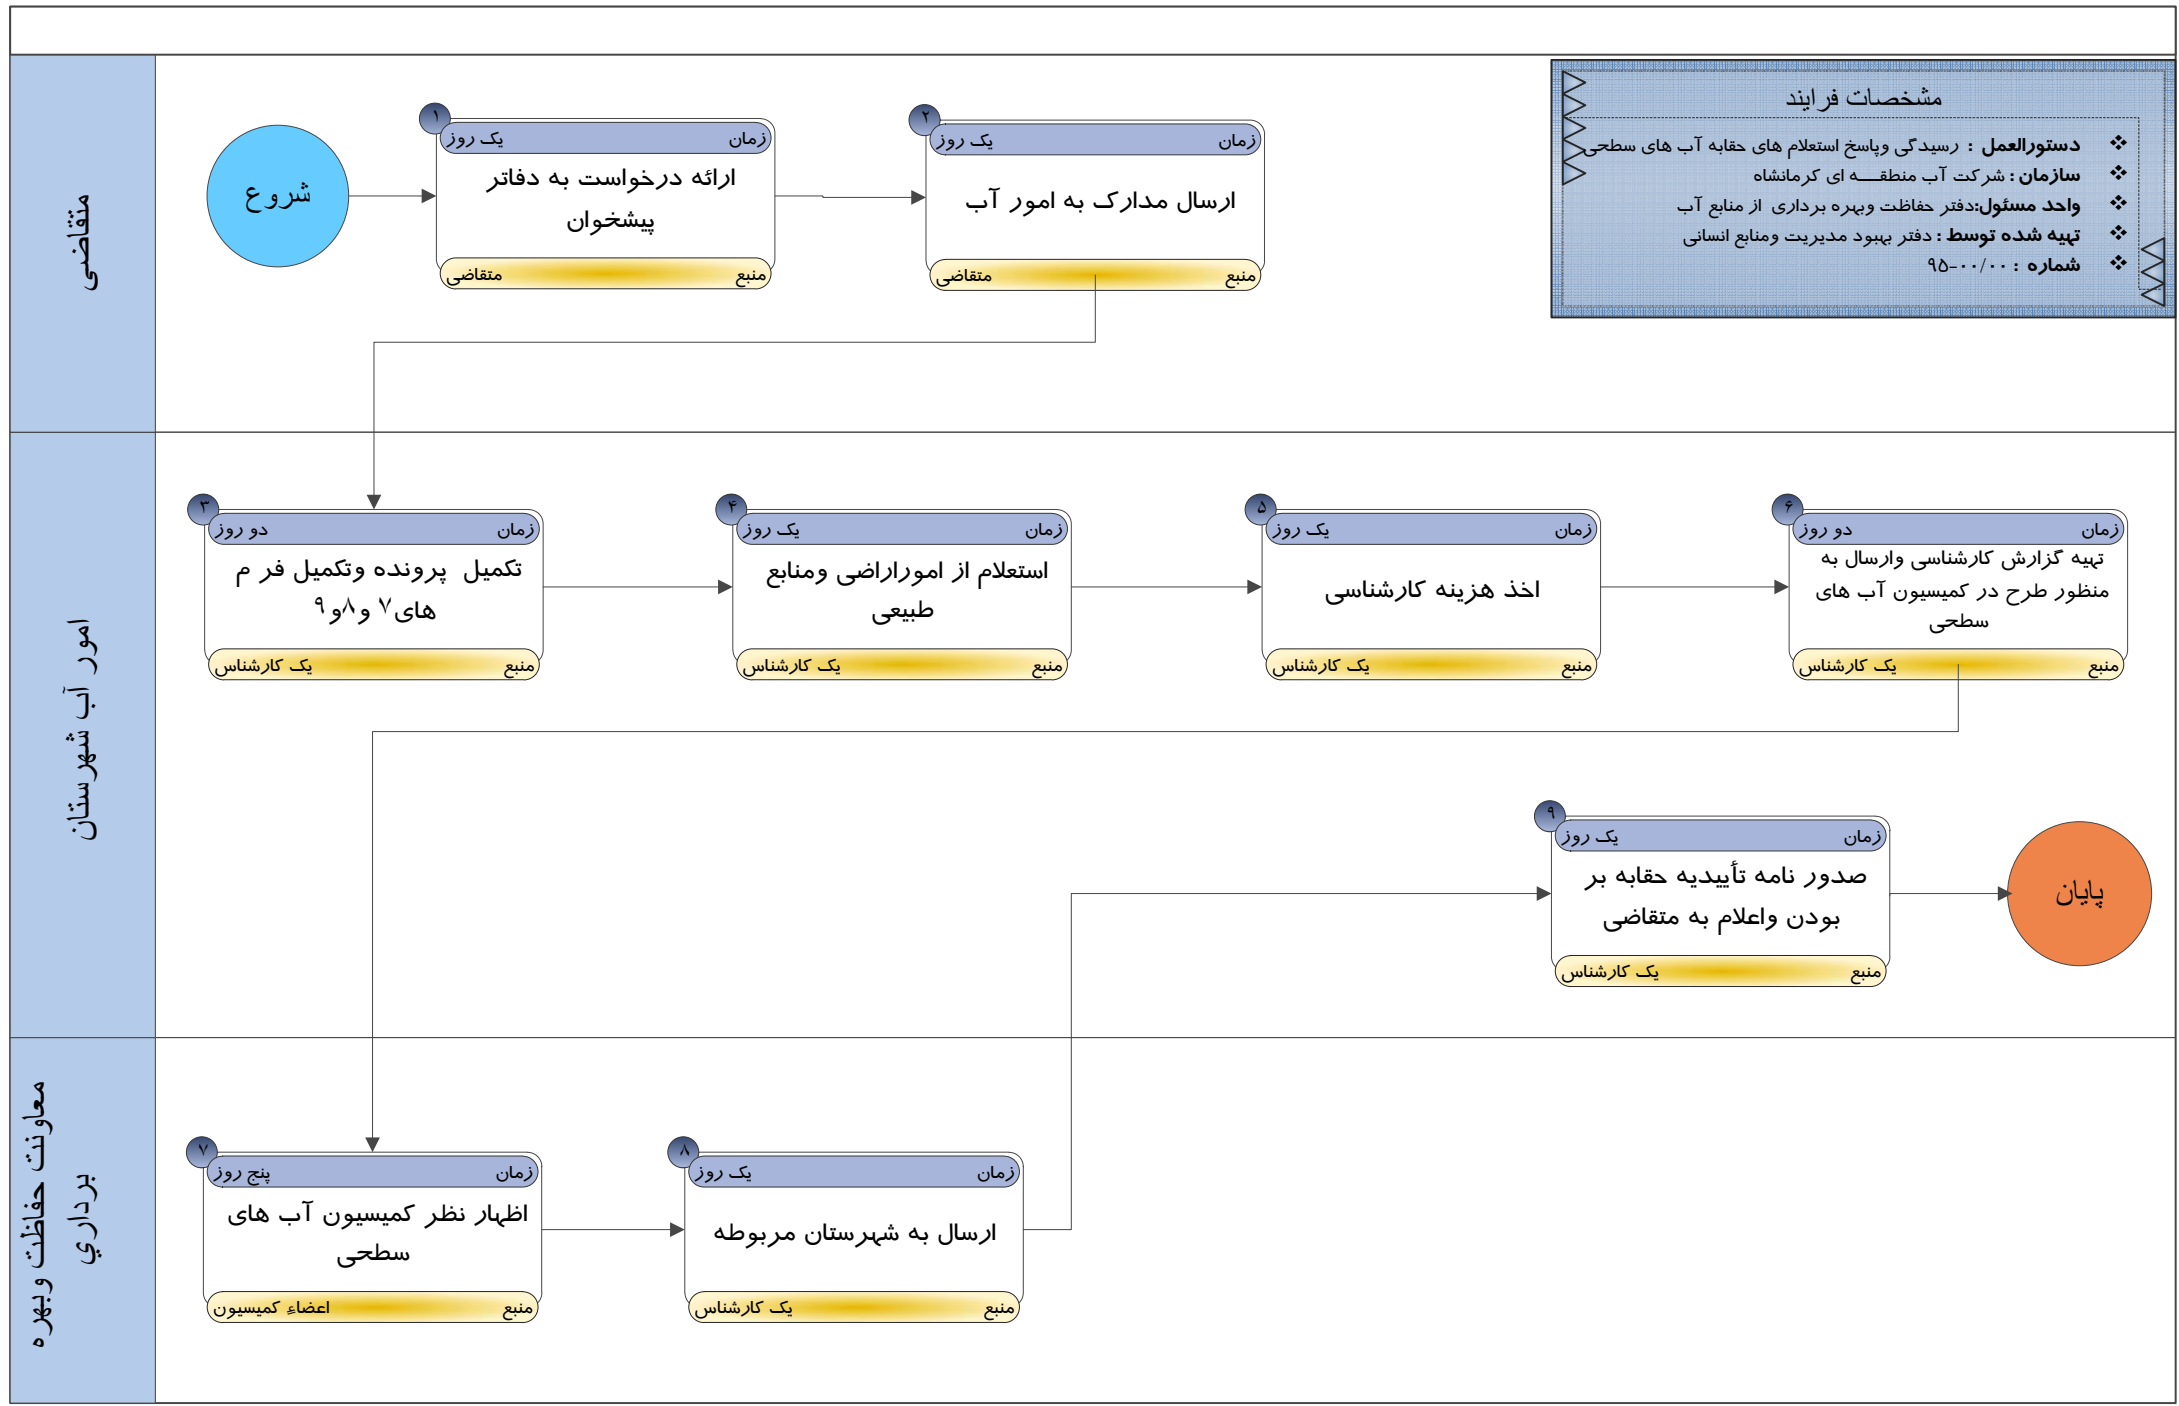 مشخصات فرایند
دستورالعمل : رسیدگی وپاسخ استعلام های حقابه آب های سطحی
سازمان : شرکت آب منطقــه ای کرمانشاه
واحد مسئول:دفتر حفاظت وبهره برداری از منابع آب
تهیه شده توسط : دفتر بهبود مدیریت ومنابع انسانی
شماره : ۹۵-۰۰/۰۰
متقاضی
شروع
۱
زمان یک روز
ارائه درخواست به دفاتر
پیشخوان
منبع متقاضی
۲
زمان یک روز
ارسال مدارک به امور آب
منبع متقاضی
امور آب شهرستان
۳
زمان دو روز
تکمیل پرونده وتکمیل فر م
های۷ و۸و۹
منبع یک کارشناس
۴
زمان یک روز
استعلام از اموراراضی ومنابع
طبیعی
منبع یک کارشناس
۵
زمان یک روز
اخذ هزینه کارشناسی
منبع یک کارشناس
۶
زمان دو روز
تهیه گزارش کارشناسی وارسال به
منظور طرح در کمیسیون آب های
سطحی
منبع یک کارشناس
۹
زمان یک روز
صدور نامه تأییدیه حقابه بر
بودن واعلام به متقاضی
منبع یک کارشناس
پایان
معاونت حفاظت وبهره
برداري
۷
زمان پنج روز
اظهار نظر کمیسیون آب های
سطحی
منبع اعضاء کمیسیون
۸
زمان یک روز
ارسال به شهرستان مربوطه
منبع یک کارشناس